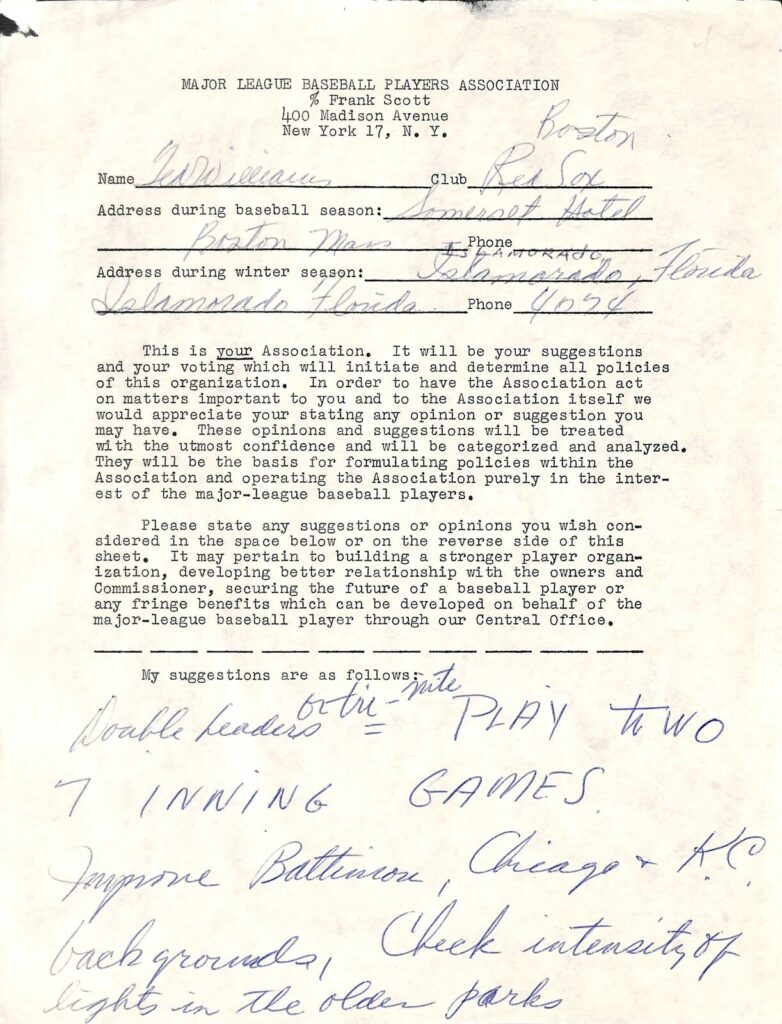 MAJOR LEAGUE BASEBALL PLAYERS ASSOCIATION
% Frank Scott
400 Madison Avenue
New York 17, N. Y.
Boston
Name Ted Williams Club Red Sox
Address during baseball season: Somerset Hotel
Boston Mass Phone
ISLAMORADO
Address during winter season: Islamorado, Florida
Islamorado Florida Phone 4074
This is your Association. It will be your suggestions
and your voting which will initiate and determine all policies
of this organization. In order to have the Association act
on matters important to you and to the Association itself we
would appreciate your stating any opinion or suggestion you
may have. These opinions and suggestions will be treated
with the utmost confidence and will be categorized and analyzed.
They will be the basis for formulating policies within the
Association and operating the Association purely in the inter-
est of the major-league baseball players.
Please state any suggestions or opinions you wish con-
sidered in the space below or on the reverse side of this
sheet. It may pertain to building a stronger player organ-
ization, developing better relationship with the owners and
Commissioner, securing the future of a baseball player or
any fringe benefits which can be developed on behalf of the
major-league baseball player through our Central Office.
My suggestions are as follows:
Double headers or tri-nite = PLAY TWO
7 INNING GAMES
Improve Baltimore, Chicago + K.C.
backgrounds, Check intensity of
lights in the older parks